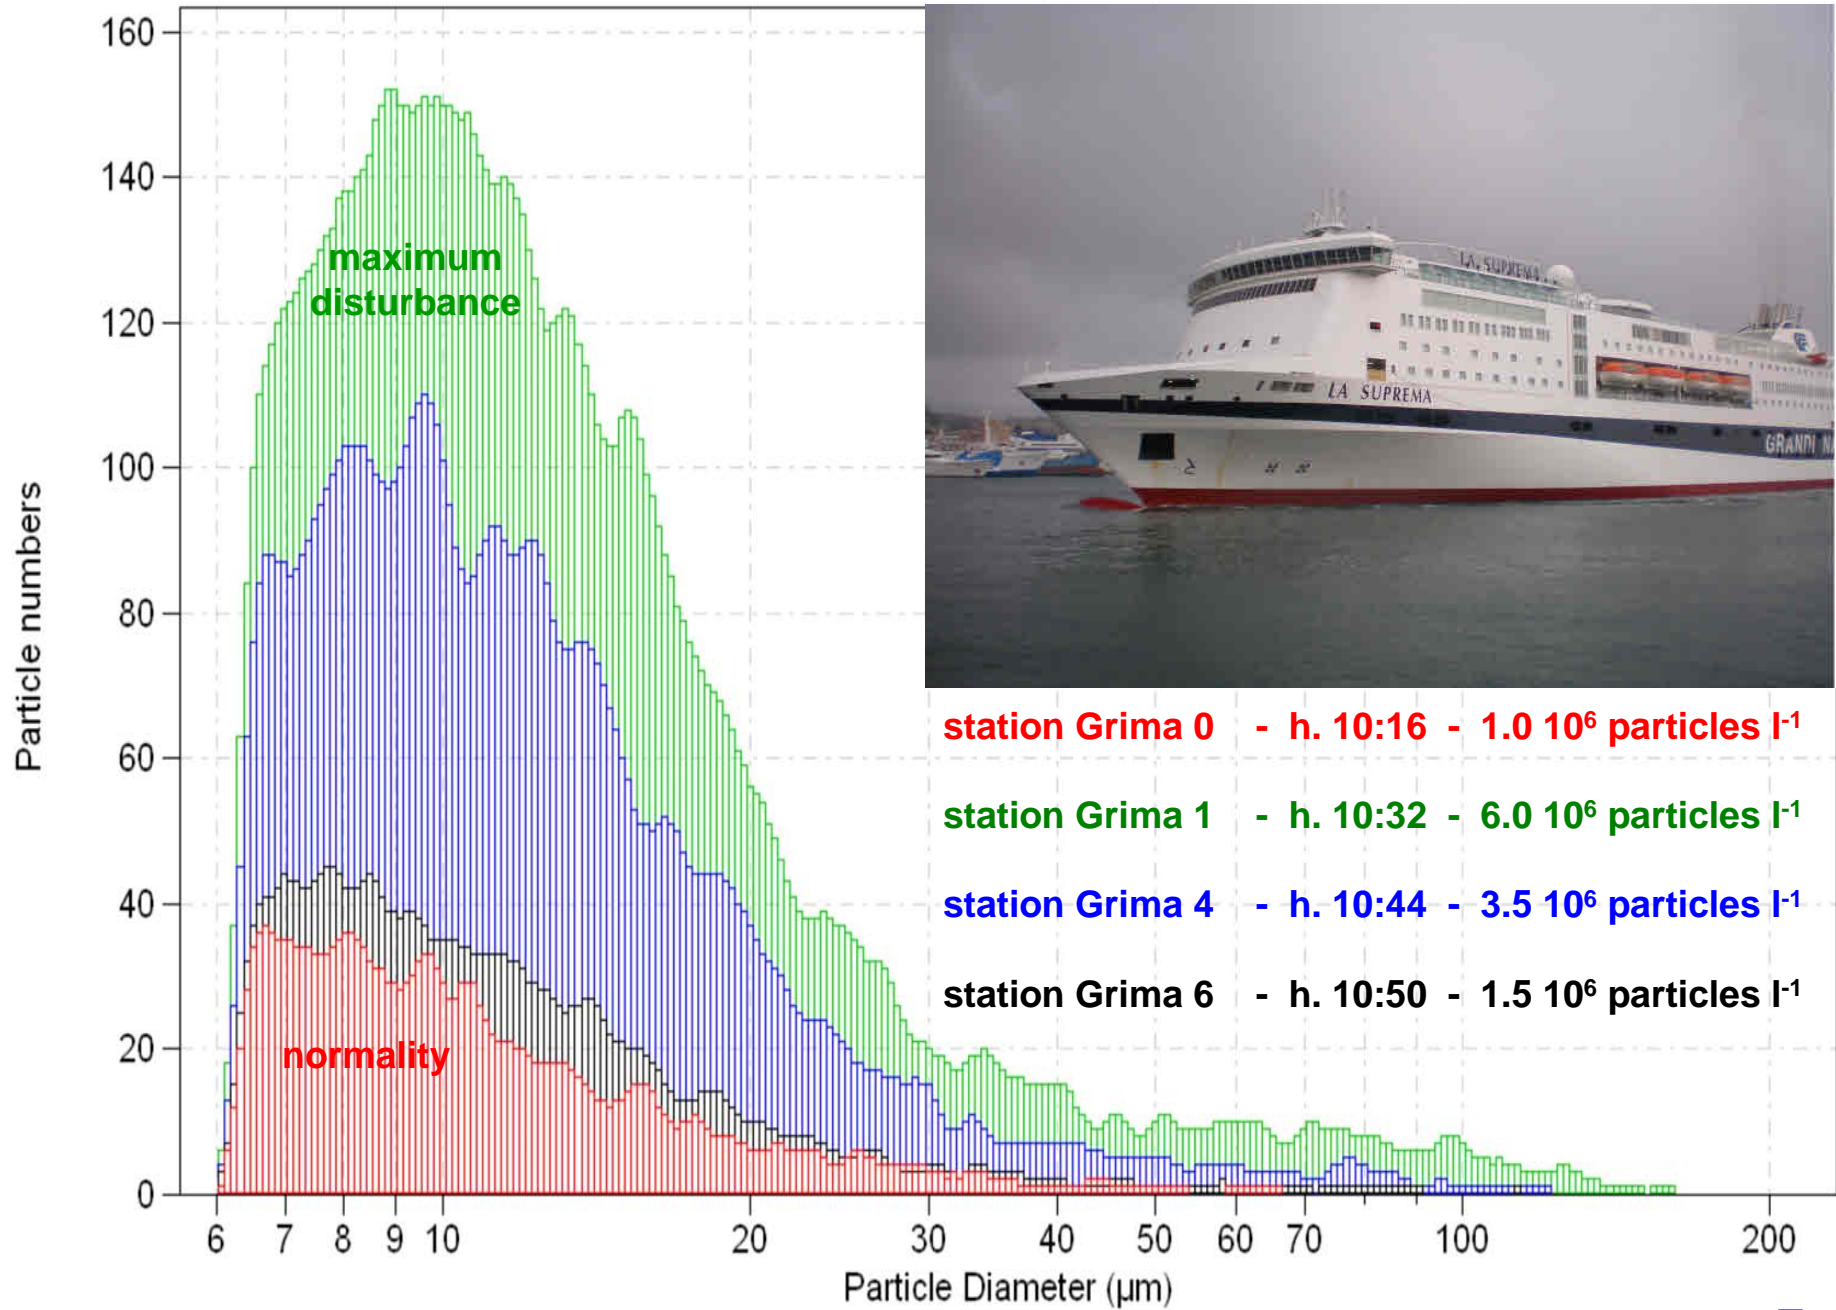 160
140
120
100
80
60
40
20
0
Particle numbers
maximum
disturbance
normality
LA SUPREMA
LA SUPREMA
GRANDI
station Grima 0 - h. 10:16 - 1.0 10⁶ particles l⁻¹
station Grima 1 - h. 10:32 - 6.0 10⁶ particles l⁻¹
station Grima 4 - h. 10:44 - 3.5 10⁶ particles l⁻¹
station Grima 6 - h. 10:50 - 1.5 10⁶ particles l⁻¹
6 7 8 9 10 20 30 40 50 60 70 100 200
Particle Diameter (µm)